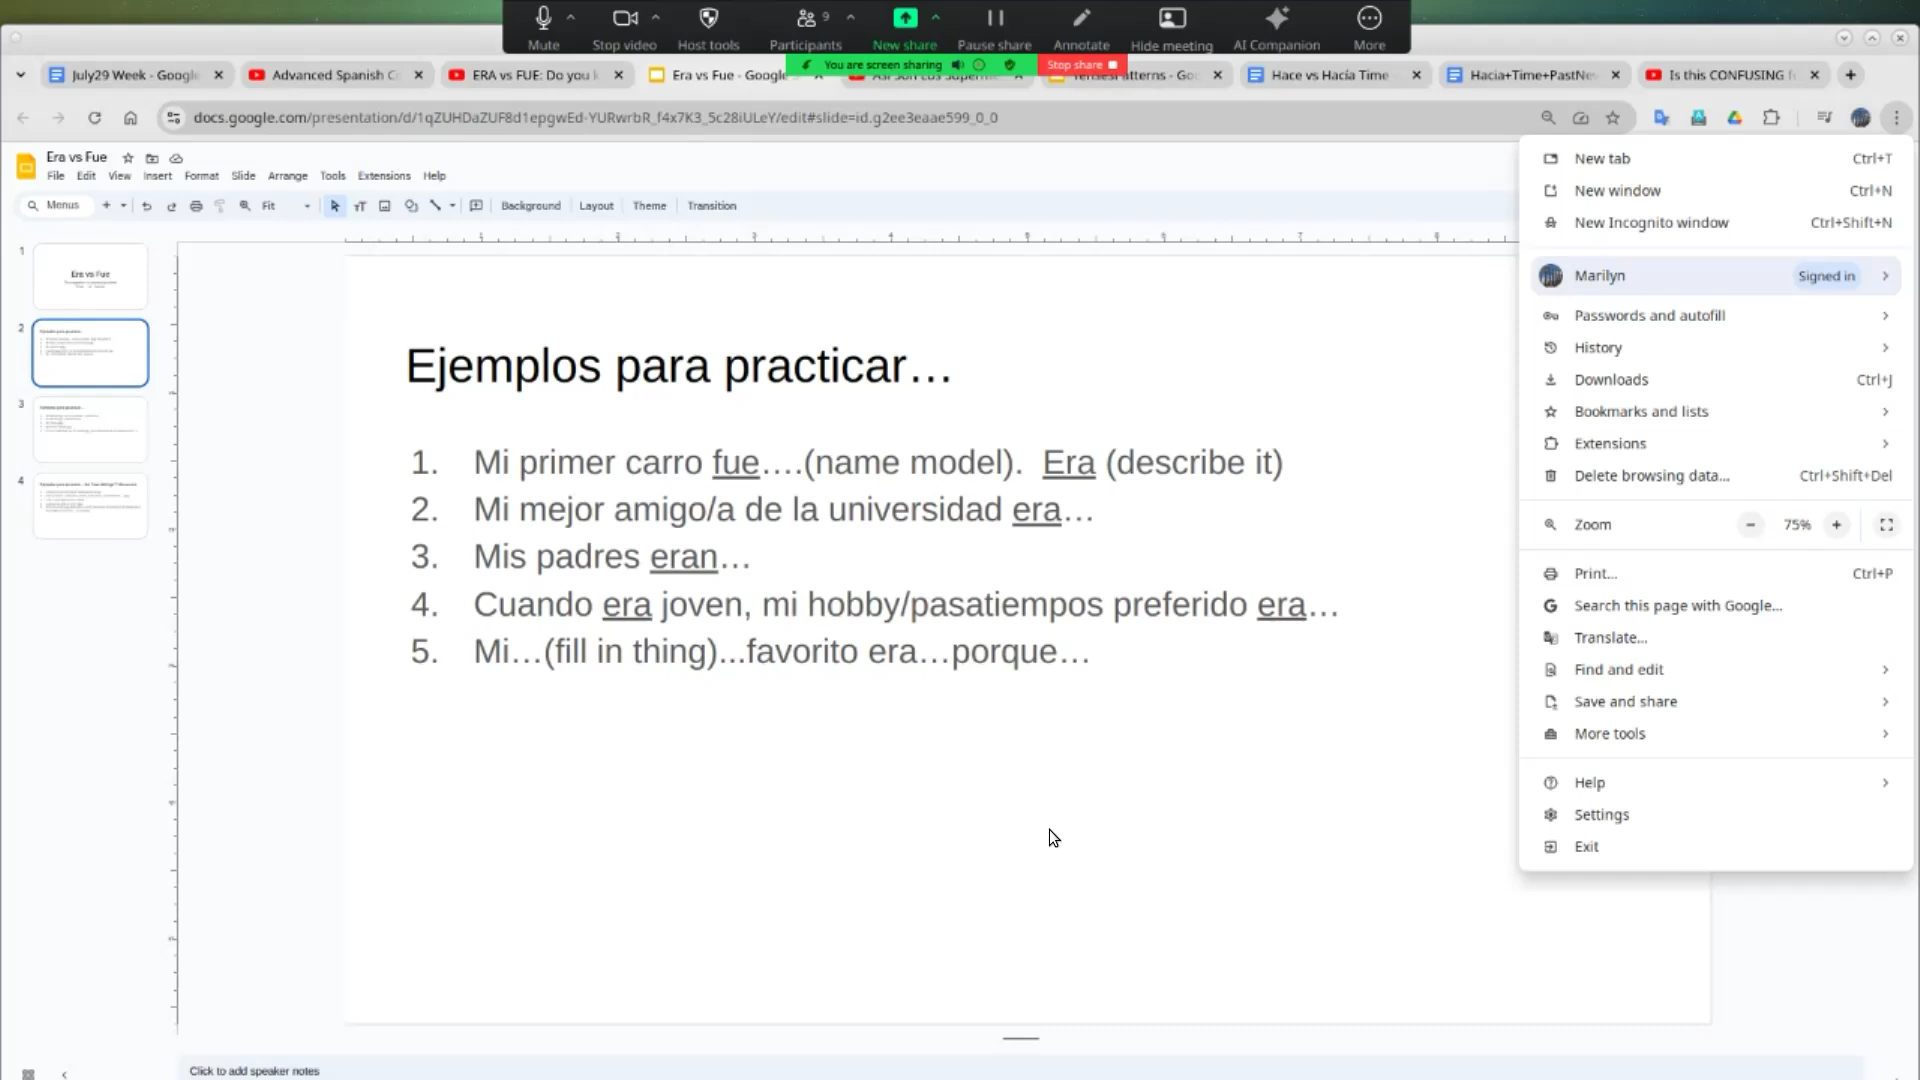 Mute
Stop video
Host tools
Participants
9
New share
Pause share
Annotate
Hide meeting
AI Companion
More
You are screen sharing
Stop share
July29 Week - Google
Advanced Spanish C
ERA vs FUE: Do you
Era vs Fue - Google
Hace vs Hacía Time
Hacia+Time+PastNe
Is this CONFUSING
docs.google.com/presentation/d/1qZUHDaZUF8d1epgwEd-YURwrbR_f4x7K3_5c28iULeY/edit#slide=id.g2ee3eaae599_0_0
Era vs Fue
File Edit View Insert Format Slide Arrange Tools Extensions Help
Menus
Fit
Background Layout Theme Transition
1
Era vs Fue
2
3
4
Ejemplos para practicar…
1. Mi primer carro fue….(name model). Era (describe it)
2. Mi mejor amigo/a de la universidad era…
3. Mis padres eran…
4. Cuando era joven, mi hobby/pasatiempos preferido era…
5. Mi…(fill in thing)...favorito era…porque…
Click to add speaker notes
New tab Ctrl+T
New window Ctrl+N
New Incognito window Ctrl+Shift+N
Marilyn Signed in
Passwords and autofill
History
Downloads Ctrl+J
Bookmarks and lists
Extensions
Delete browsing data... Ctrl+Shift+Del
Zoom - 75% +
Print... Ctrl+P
Search this page with Google...
Translate...
Find and edit
Save and share
More tools
Help
Settings
Exit